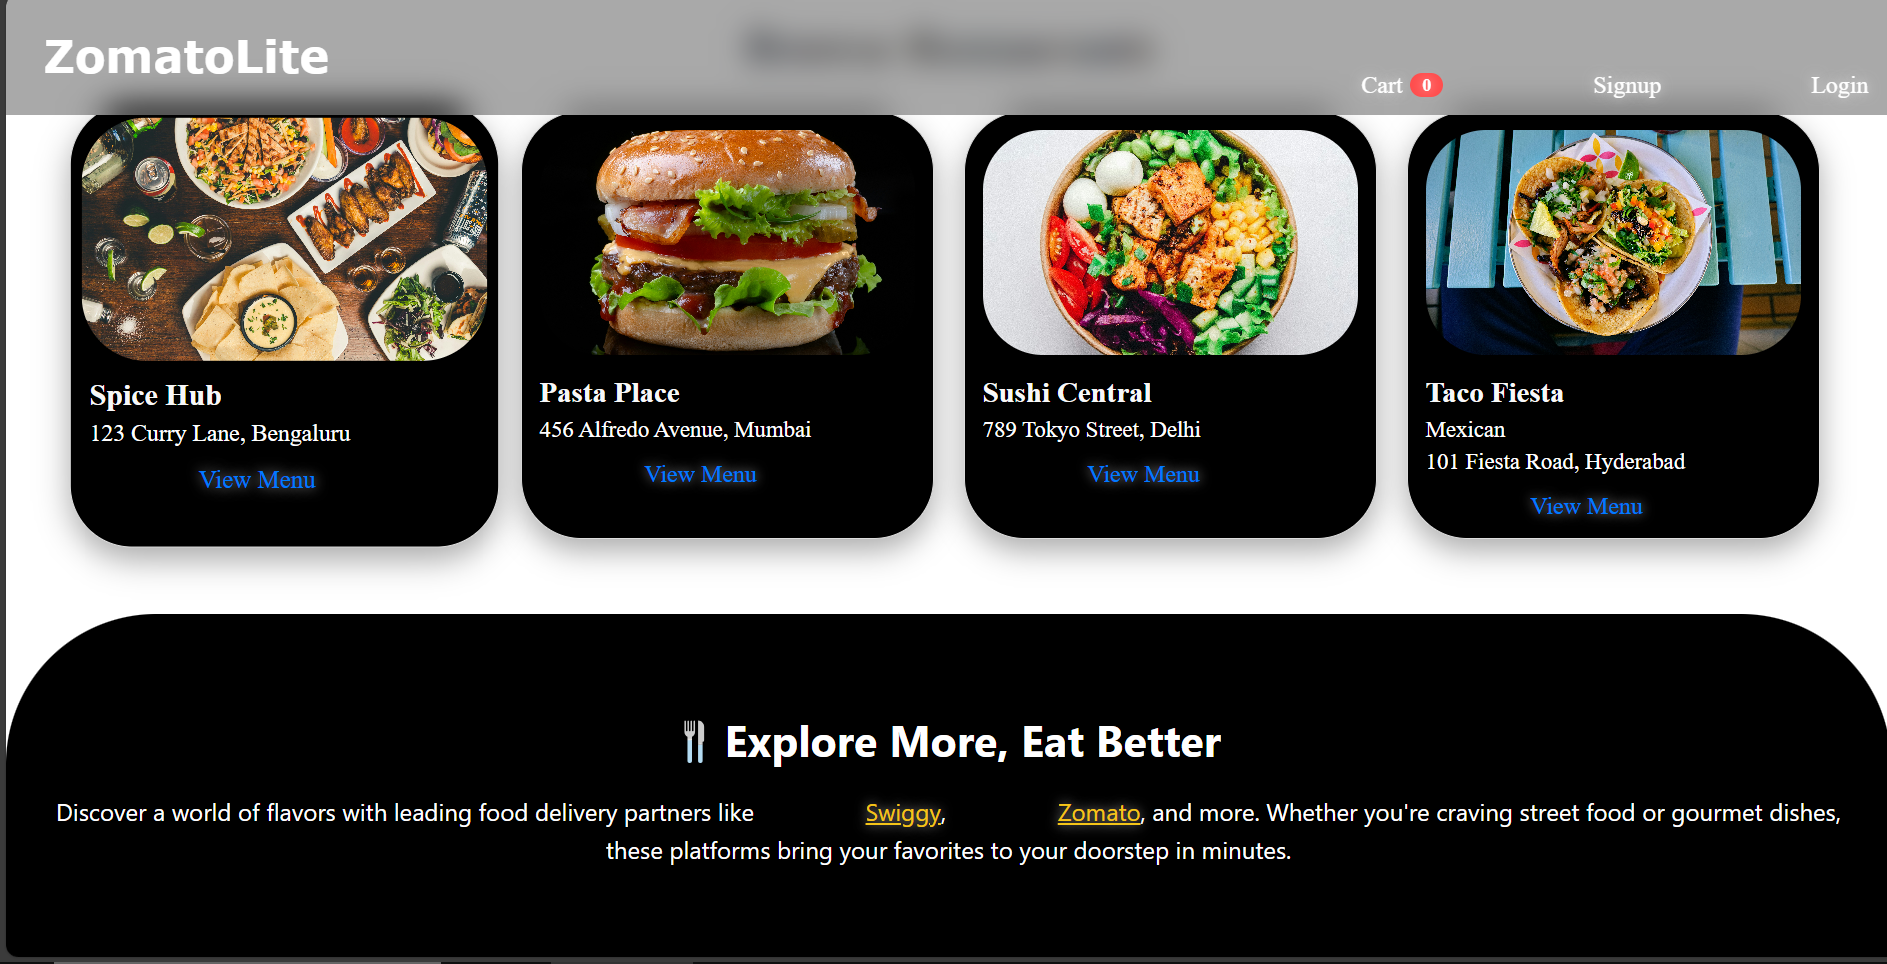 ZomatoLite
Cart 0
Signup
Login
Spice Hub
123 Curry Lane, Bengaluru
View Menu
Pasta Place
456 Alfredo Avenue, Mumbai
View Menu
Sushi Central
789 Tokyo Street, Delhi
View Menu
Taco Fiesta
Mexican
101 Fiesta Road, Hyderabad
View Menu
🍴 Explore More, Eat Better
Discover a world of flavors with leading food delivery partners like Swiggy, Zomato, and more. Whether you're craving street food or gourmet dishes,
these platforms bring your favorites to your doorstep in minutes.